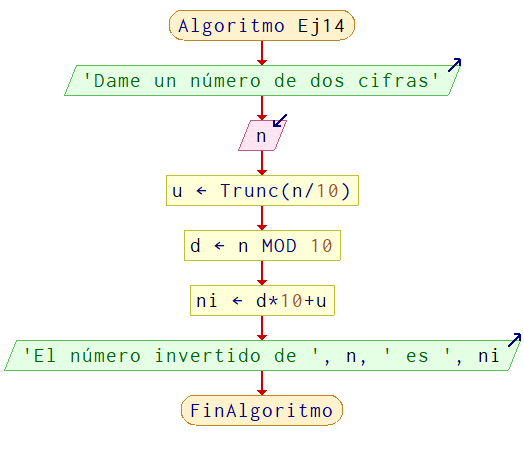 Algoritmo Ej14
'Dame un número de dos cifras'
n
u ← Trunc(n/10)
d ← n MOD 10
ni ← d*10+u
'El número invertido de ', n, ' es ', ni
FinAlgoritmo